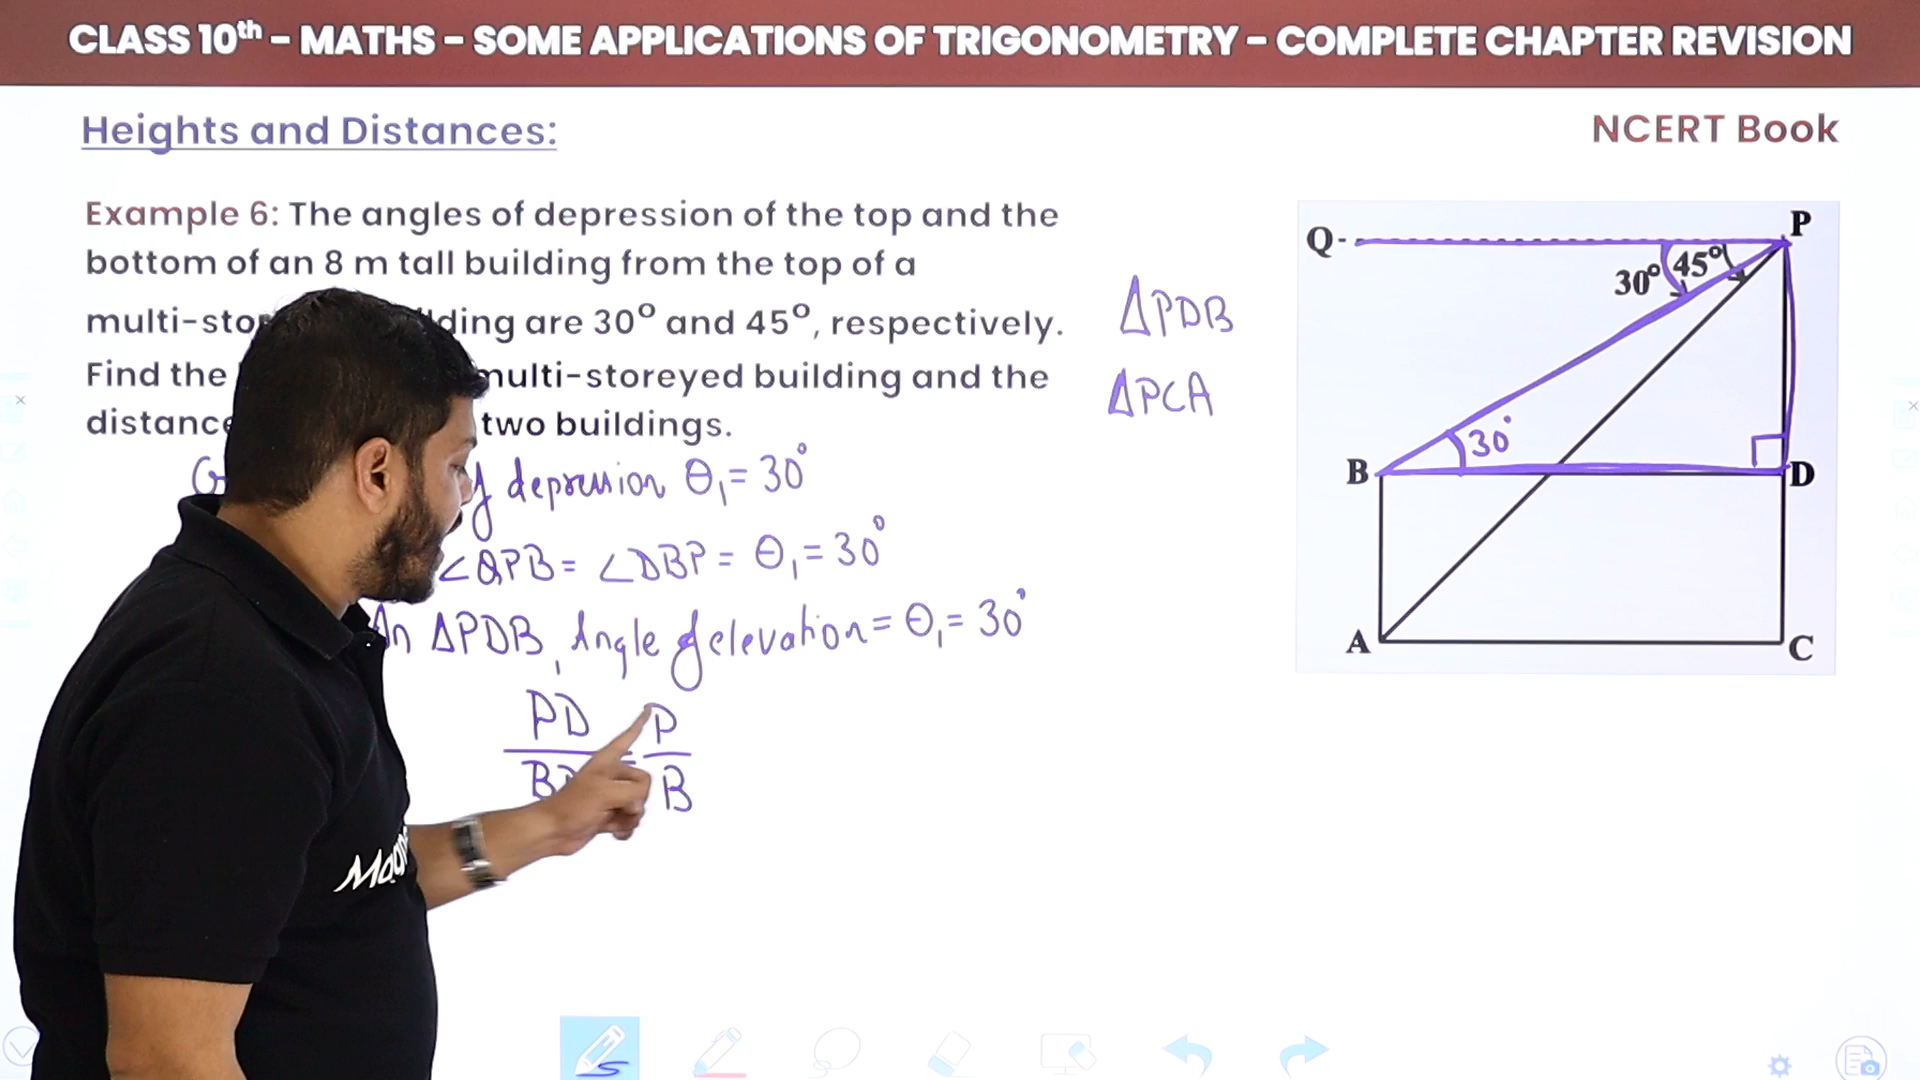 CLASS 10th – MATHS – SOME APPLICATIONS OF TRIGONOMETRY – COMPLETE CHAPTER REVISION
Heights and Distances:
NCERT Book
Example 6: The angles of depression of the top and the
bottom of an 8 m tall building from the top of a
ding are 30° and 45°, respectively.
Find the multi-storeyed building and the
two buildings.
ΔPDB
ΔPCA
depression θ₁ = 30°
∠QPB = ∠DBP = θ₁ = 30°
In ΔPDB, Angle of elevation = θ₁ = 30°
PD P
B B
Q P
30° 45°
30°
B D
A C